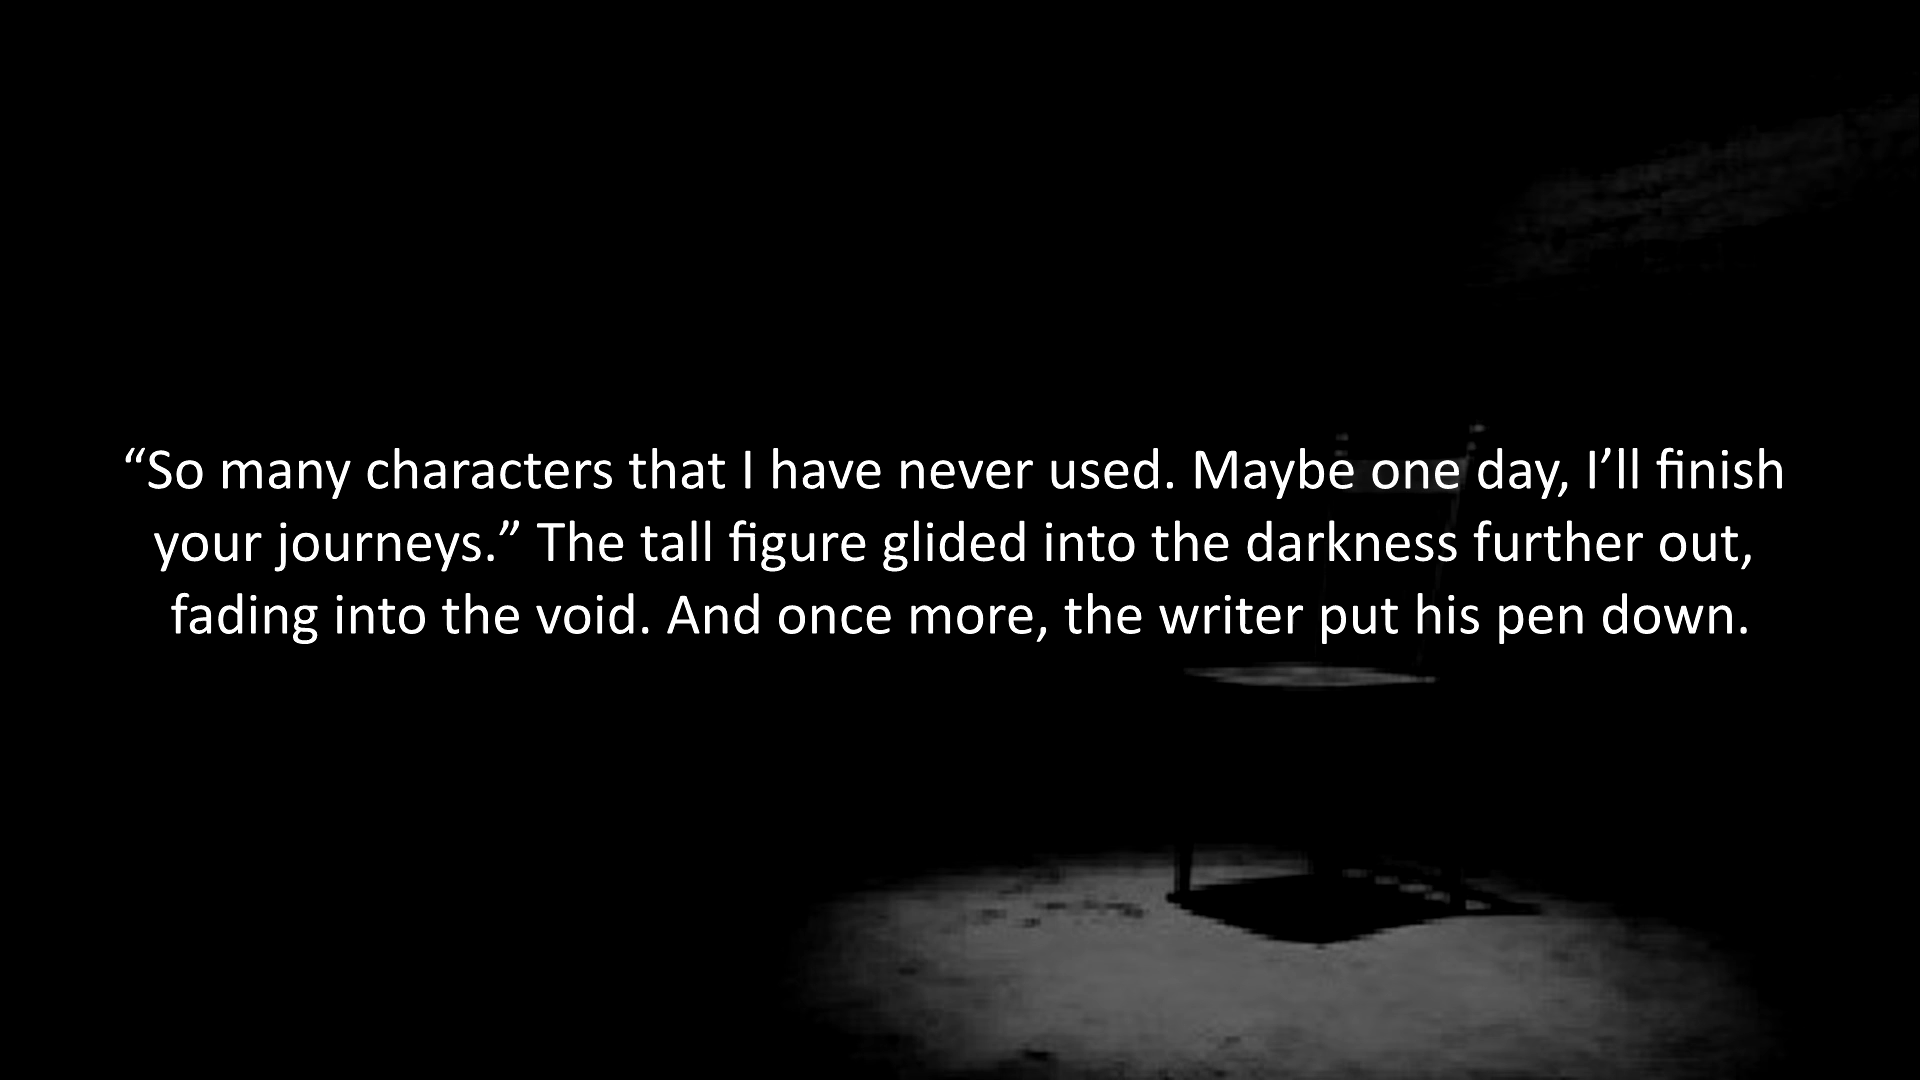 “So many characters that I have never used. Maybe one day, I’ll finish
your journeys.” The tall figure glided into the darkness further out,
fading into the void. And once more, the writer put his pen down.